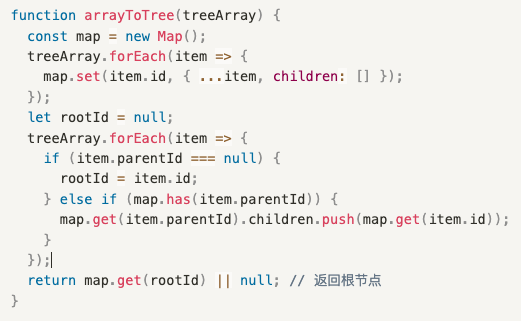 function arrayToTree(treeArray) {
  const map = new Map();
  treeArray.forEach(item => {
    map.set(item.id, { ...item, children: [] });
  });
  let rootId = null;
  treeArray.forEach(item => {
    if (item.parentId === null) {
      rootId = item.id;
    } else if (map.has(item.parentId)) {
      map.get(item.parentId).children.push(map.get(item.id));
    }
  });
  return map.get(rootId) || null; // 返回根节点
}